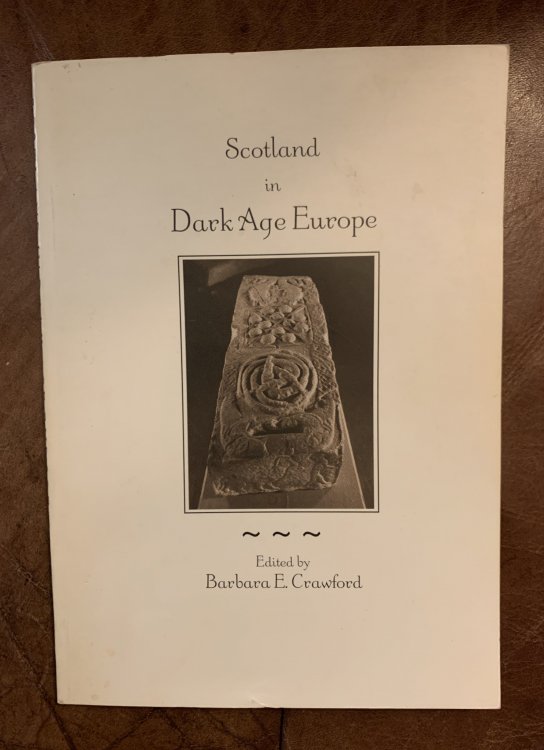 Scotland
in
Dark Age Europe
~ ~ ~
Edited by
Barbara E. Crawford